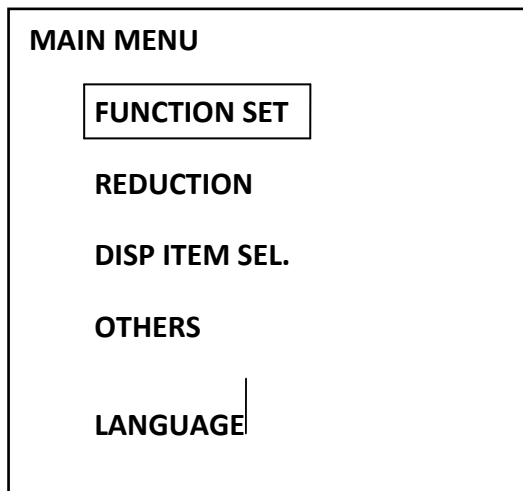 MAIN MENU
FUNCTION SET
REDUCTION
DISP ITEM SEL.
OTHERS
LANGUAGE